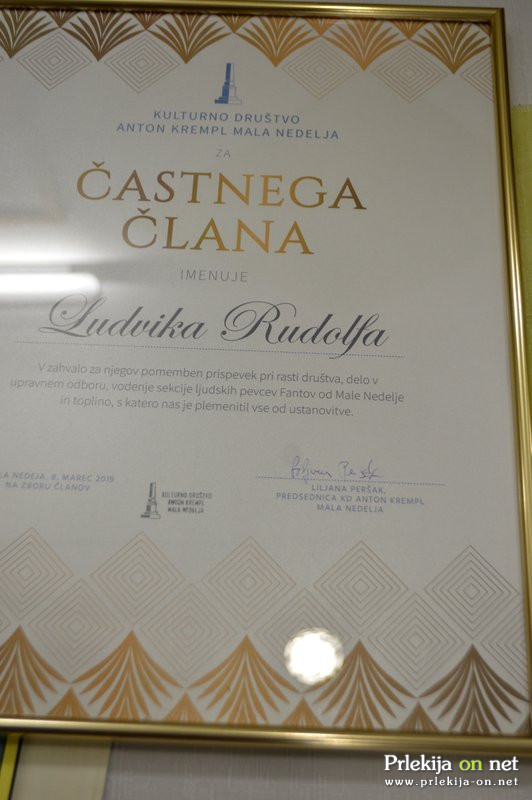 KULTURNO DRUŠTVO
ANTON KREMPL MALA NEDELJA
ZA
ČASTNEGA
ČLANA
IMENUJE
Ludvika Rudolfa
V zahvalo za njegov pomemben prispevek pri rasti društva, delo v
upravnem odboru, vodenje sekcije ljudskih pevcev Fantov od Male Nedelje
in toplino, s katero nas je plemenitil vse od ustanovitve.
LA NEDEJA, 8. MAREC 2019
NA ZBORU ČLANOV
KULTURNO DRUŠTVO
ANTON KREMPL
MALA NEDELJA
LILJANA PERŠAK,
PREDSEDNICA KD ANTON KREMPL
MALA NEDELJA
Prlekija on net
www.prlekija-on.net